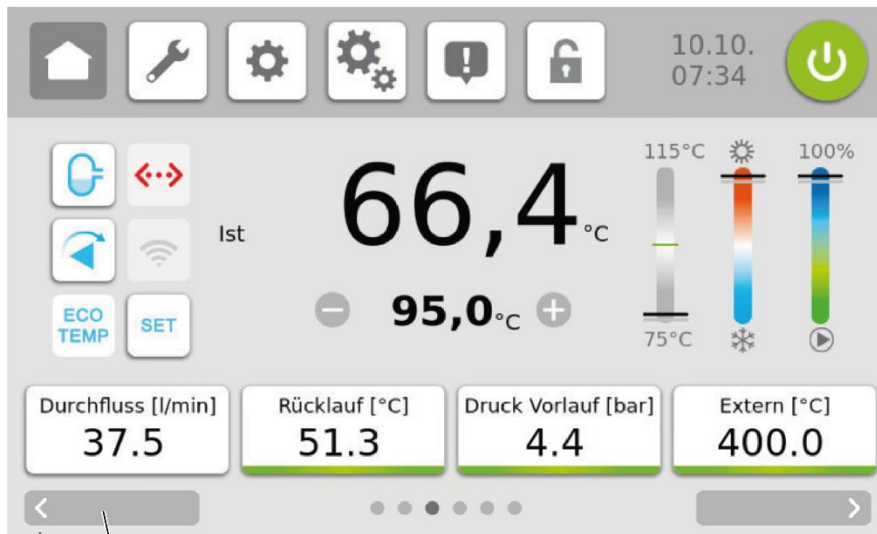 10.10.
07:34
115°C
100%
66,4 °C
Ist
ECO
TEMP
SET
95,0 °C
75°C
Durchfluss [l/min]
37.5
Rücklauf [°C]
51.3
Druck Vorlauf [bar]
4.4
Extern [°C]
400.0